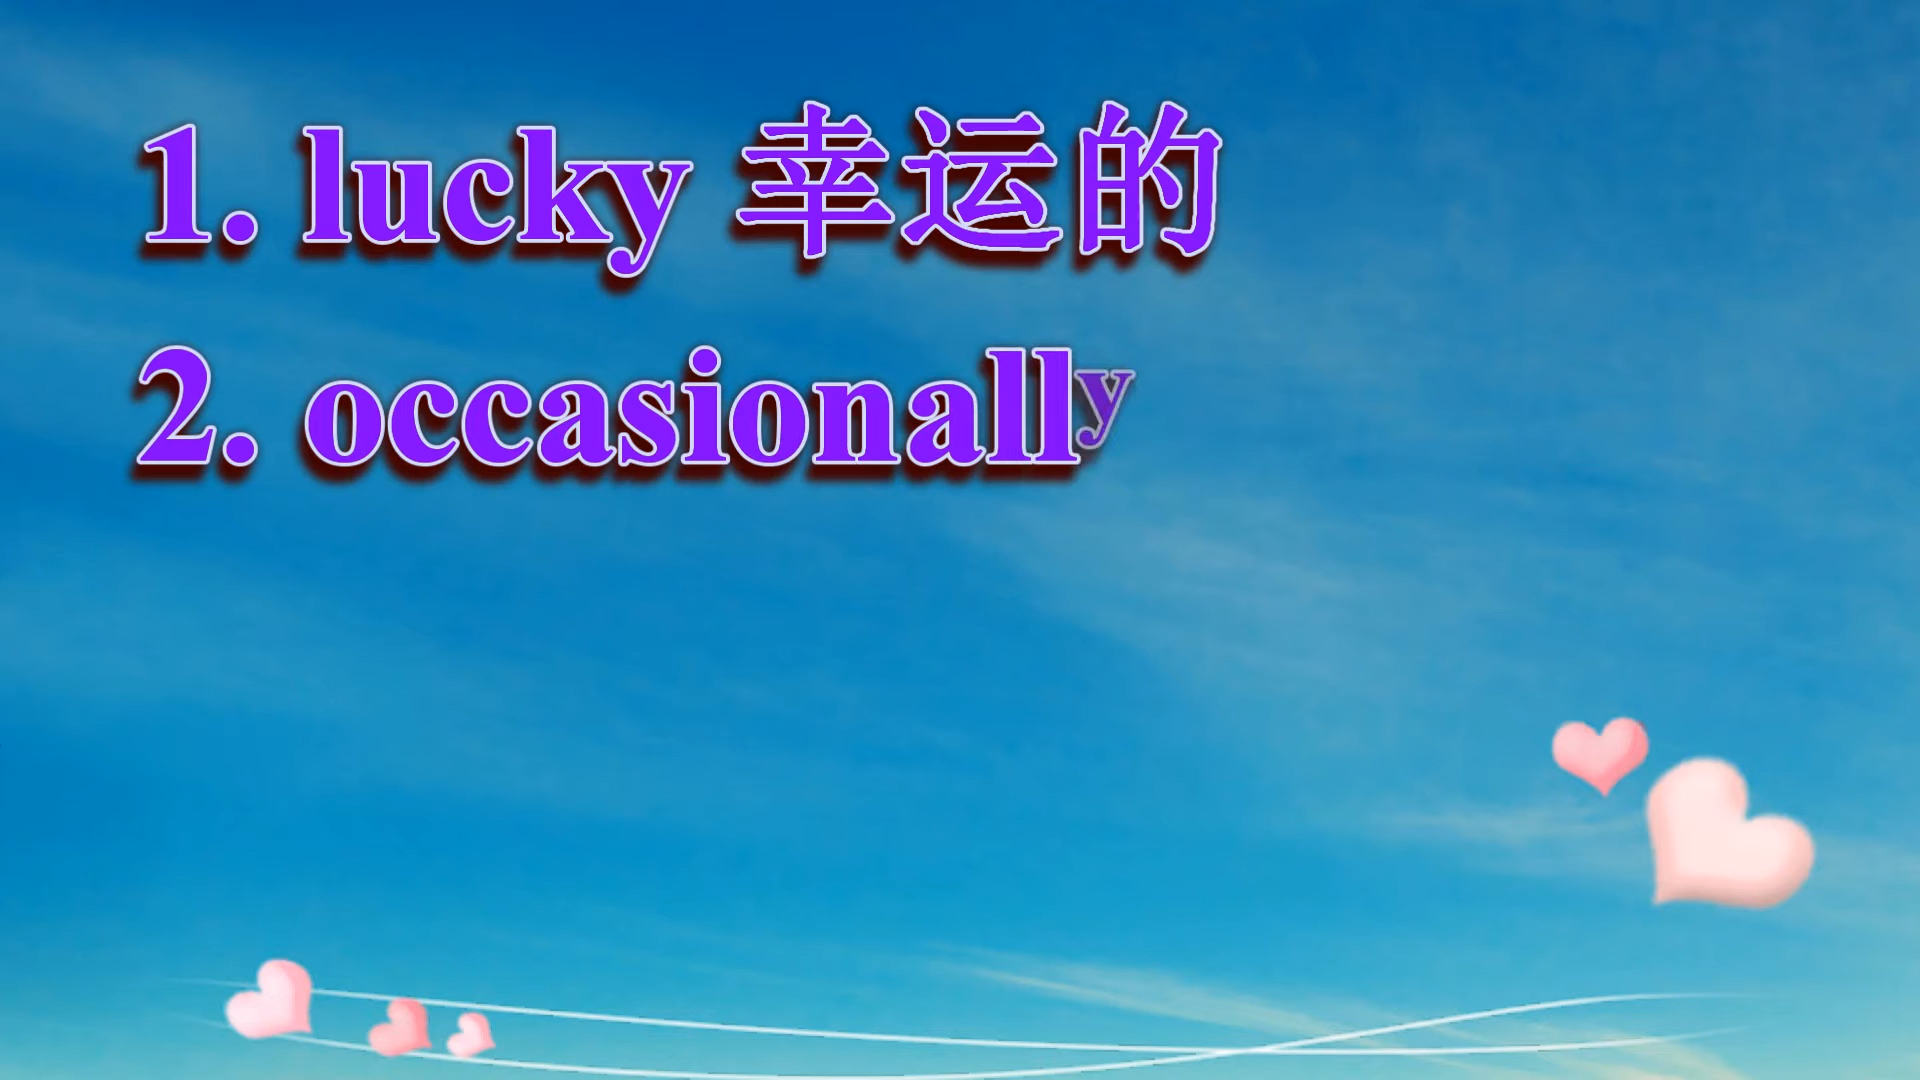 1. lucky 幸运的
2. occasionally